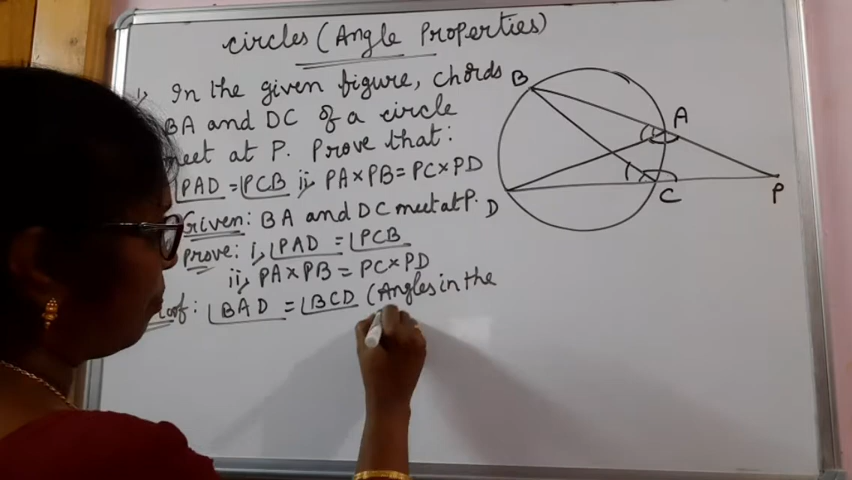 circles (Angle Properties)
1, In the given figure, chords
BA and DC of a circle
meet at P. Prove that:
∠PAD = ∠PCB ii, PA×PB = PC×PD
Given: BA and DC meet at P.
Prove: i, ∠PAD = ∠PCB
ii, PA×PB = PC×PD
∠BAD = ∠BCD (Angles in the
B
A
D
C
P